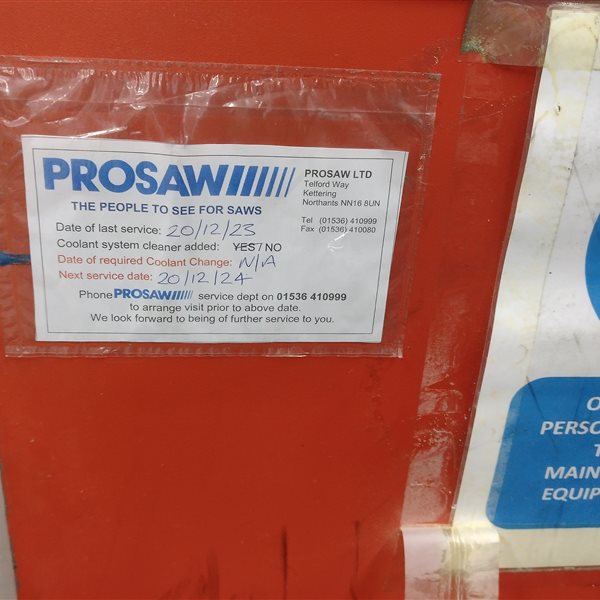 PROSAW
THE PEOPLE TO SEE FOR SAWS
PROSAW LTD
Telford Way
Kettering
Northants NN16 8UN
Tel (01536) 410999
Fax (01536) 410080
Date of last service: 20/12/23
Coolant system cleaner added: YES / NO
Date of required Coolant Change: N/A
Next service date: 20/12/24
Phone PROSAW service dept on 01536 410999
to arrange visit prior to above date.
We look forward to being of further service to you.
O
PERSO
T
MAIN
EQUIP